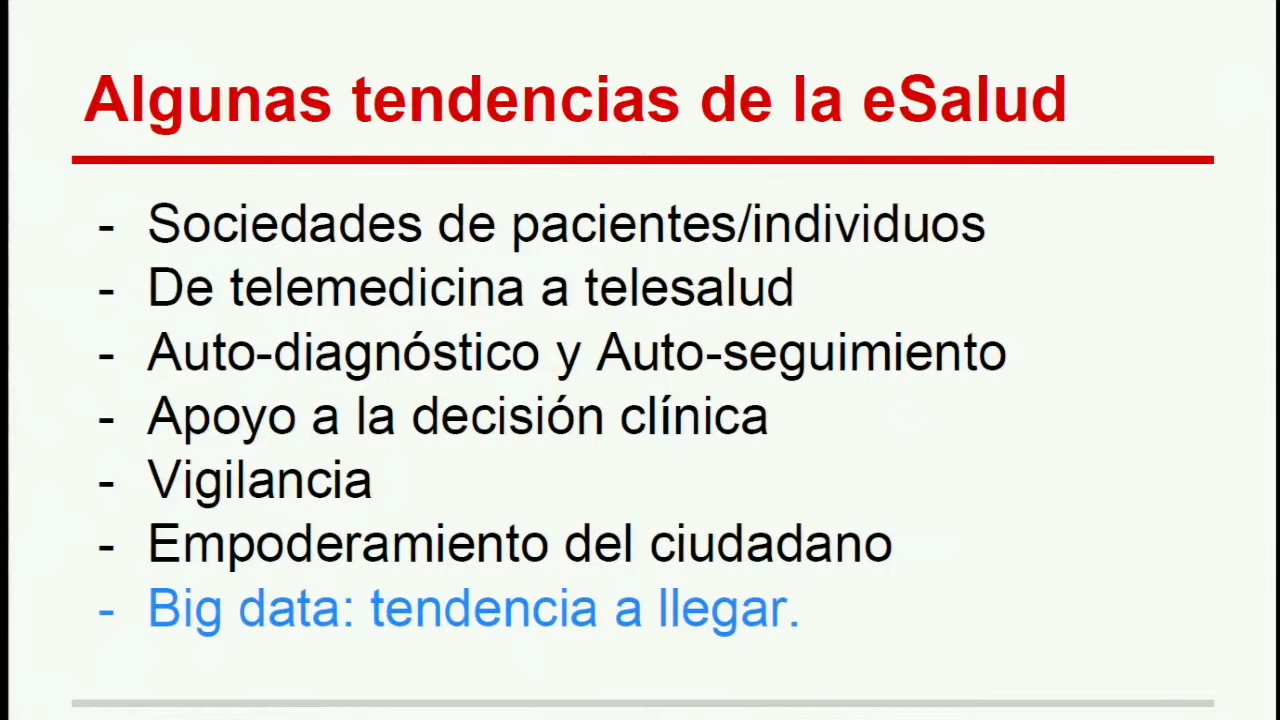 Algunas tendencias de la eSalud
- Sociedades de pacientes/individuos
- De telemedicina a telesalud
- Auto-diagnóstico y Auto-seguimiento
- Apoyo a la decisión clínica
- Vigilancia
- Empoderamiento del ciudadano
- Big data: tendencia a llegar.